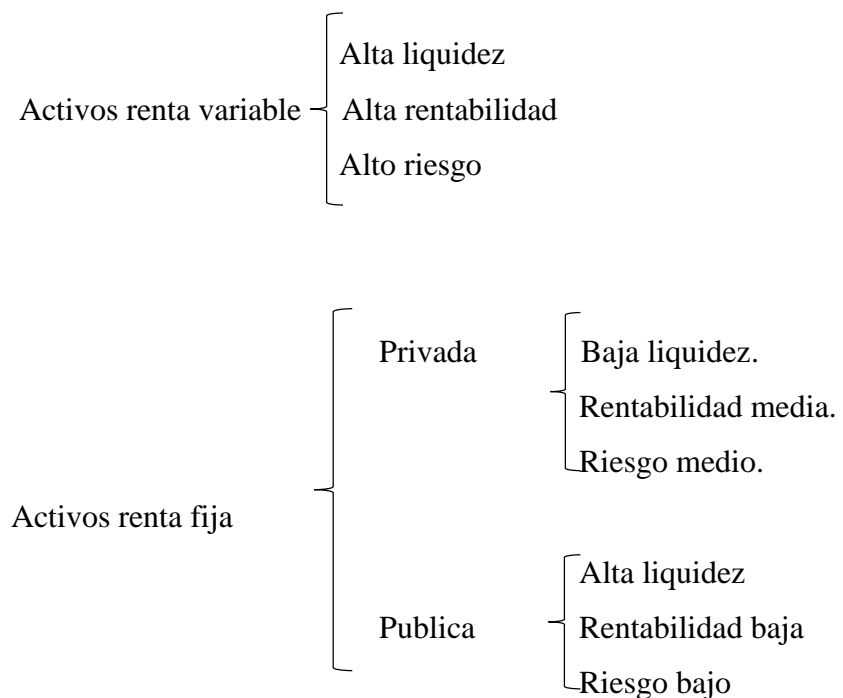 Alta liquidez
Activos renta variable Alta rentabilidad
Alto riesgo
Privada Baja liquidez.
Rentabilidad media.
Riesgo medio.
Activos renta fija
Alta liquidez
Publica Rentabilidad baja
Riesgo bajo